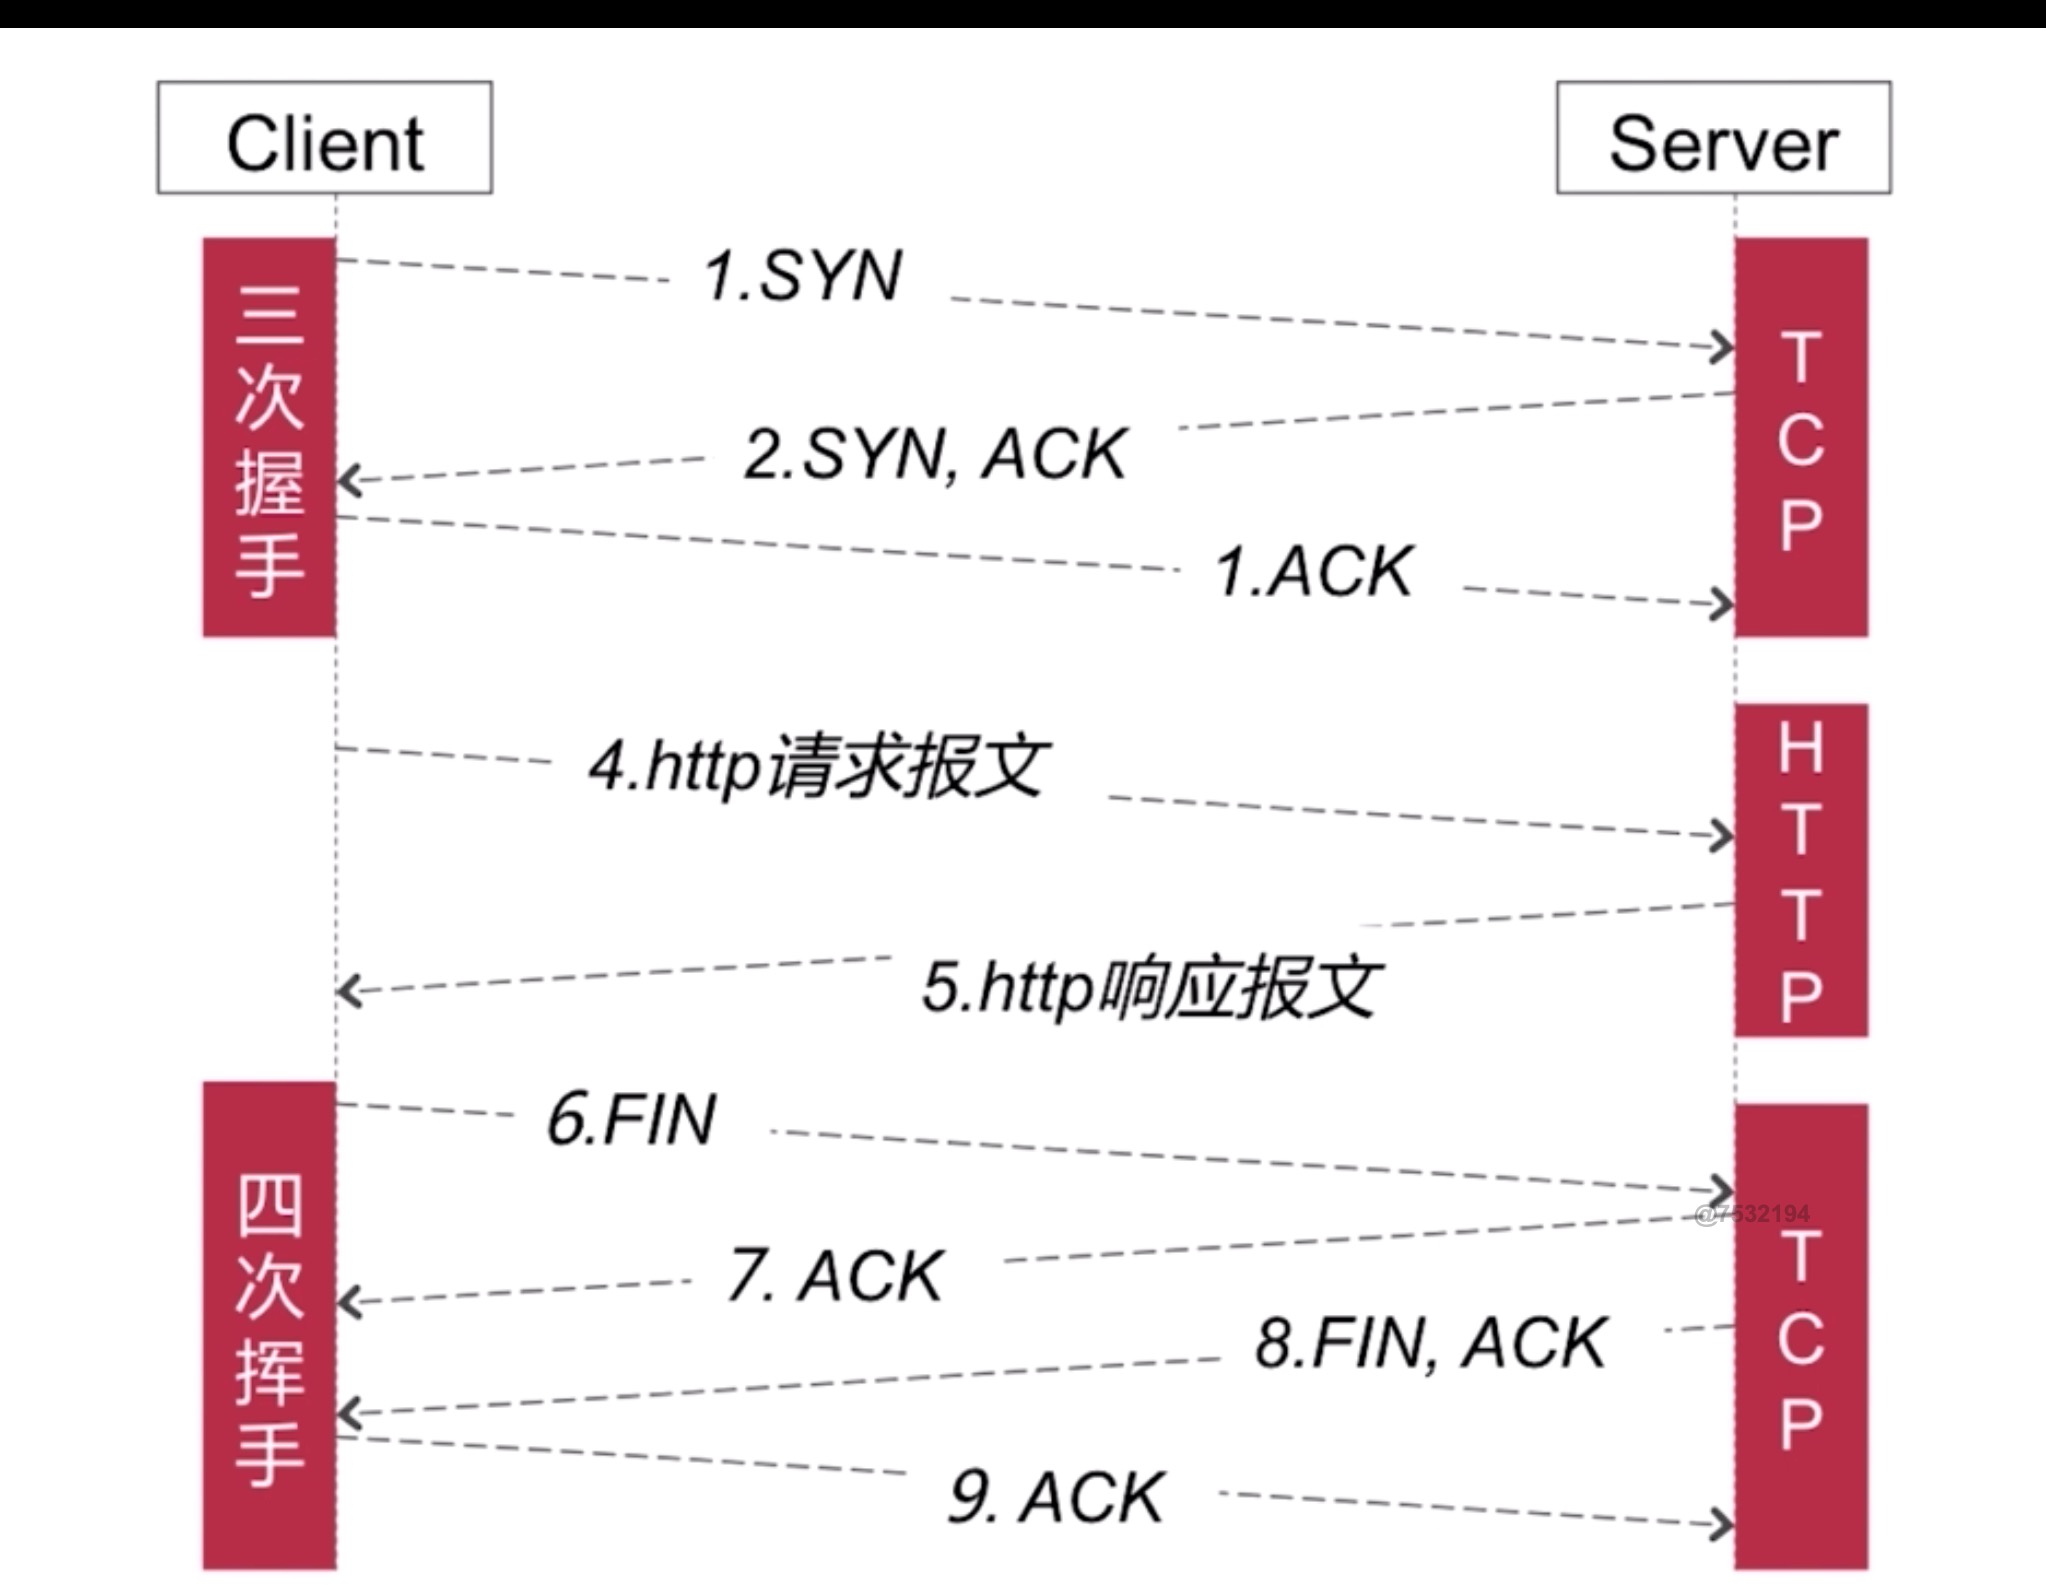 Client
Server
三次握手
1.SYN
TCP
2.SYN, ACK
1.ACK
4.http请求报文
HTTP
5.http响应报文
四次挥手
6.FIN
@7532194
TCP
7. ACK
8.FIN, ACK
9. ACK